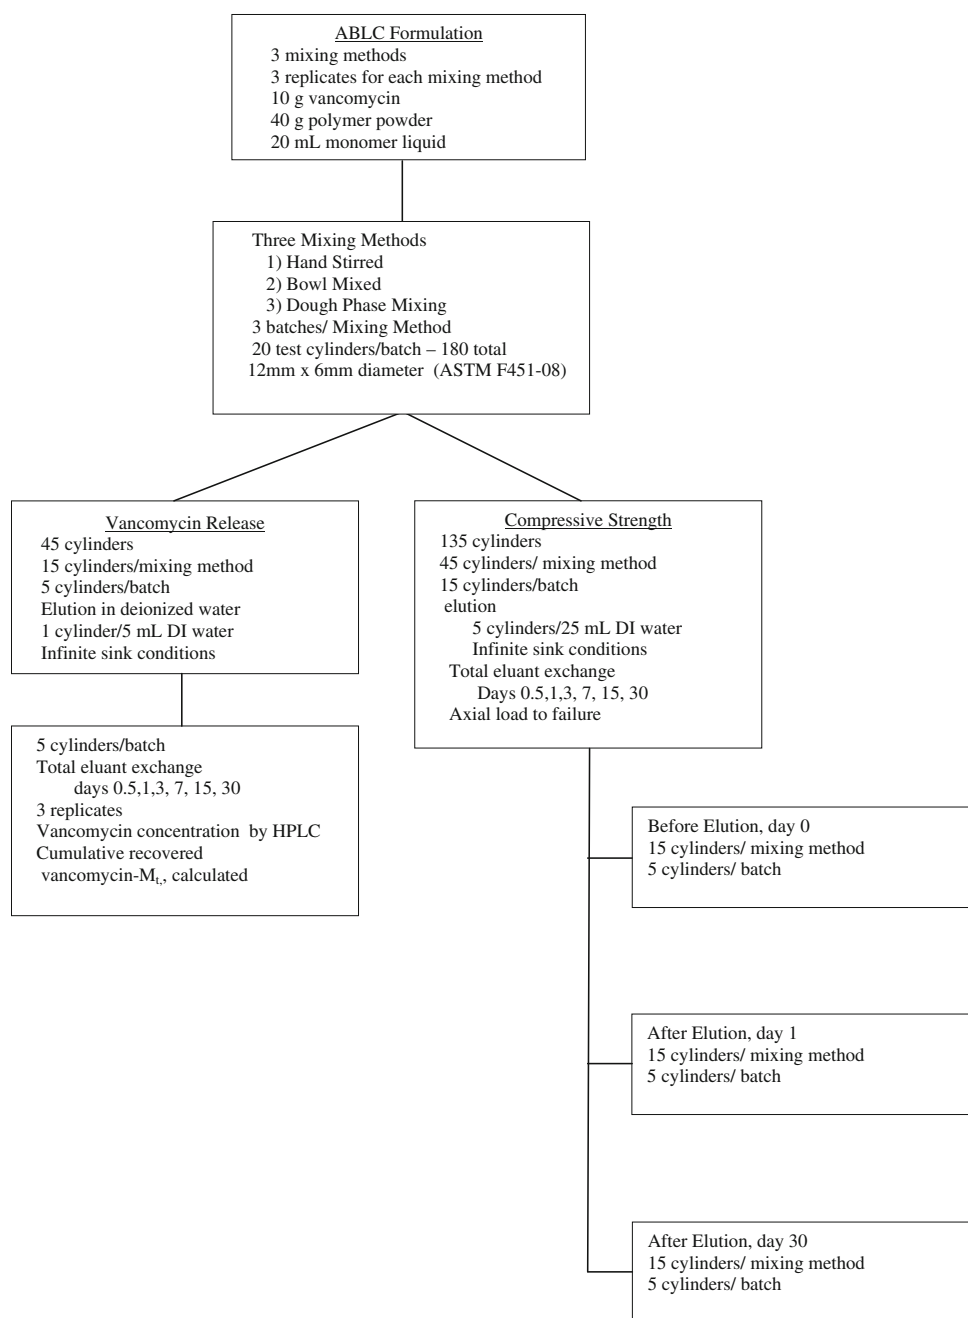 ABLC Formulation
3 mixing methods
3 replicates for each mixing method
10 g vancomycin
40 g polymer powder
20 mL monomer liquid
Three Mixing Methods
1) Hand Stirred
2) Bowl Mixed
3) Dough Phase Mixing
3 batches/ Mixing Method
20 test cylinders/batch – 180 total
12mm x 6mm diameter (ASTM F451-08)
Vancomycin Release
45 cylinders
15 cylinders/mixing method
5 cylinders/batch
Elution in deionized water
1 cylinder/5 mL DI water
Infinite sink conditions
5 cylinders/batch
Total eluant exchange
days 0.5,1,3, 7, 15, 30
3 replicates
Vancomycin concentration by HPLC
Cumulative recovered
vancomycin-Mt,, calculated
Compressive Strength
135 cylinders
45 cylinders/ mixing method
15 cylinders/batch
elution
5 cylinders/25 mL DI water
Infinite sink conditions
Total eluant exchange
Days 0.5,1,3, 7, 15, 30
Axial load to failure
Before Elution, day 0
15 cylinders/ mixing method
5 cylinders/ batch
After Elution, day 1
15 cylinders/ mixing method
5 cylinders/ batch
After Elution, day 30
15 cylinders/ mixing method
5 cylinders/ batch